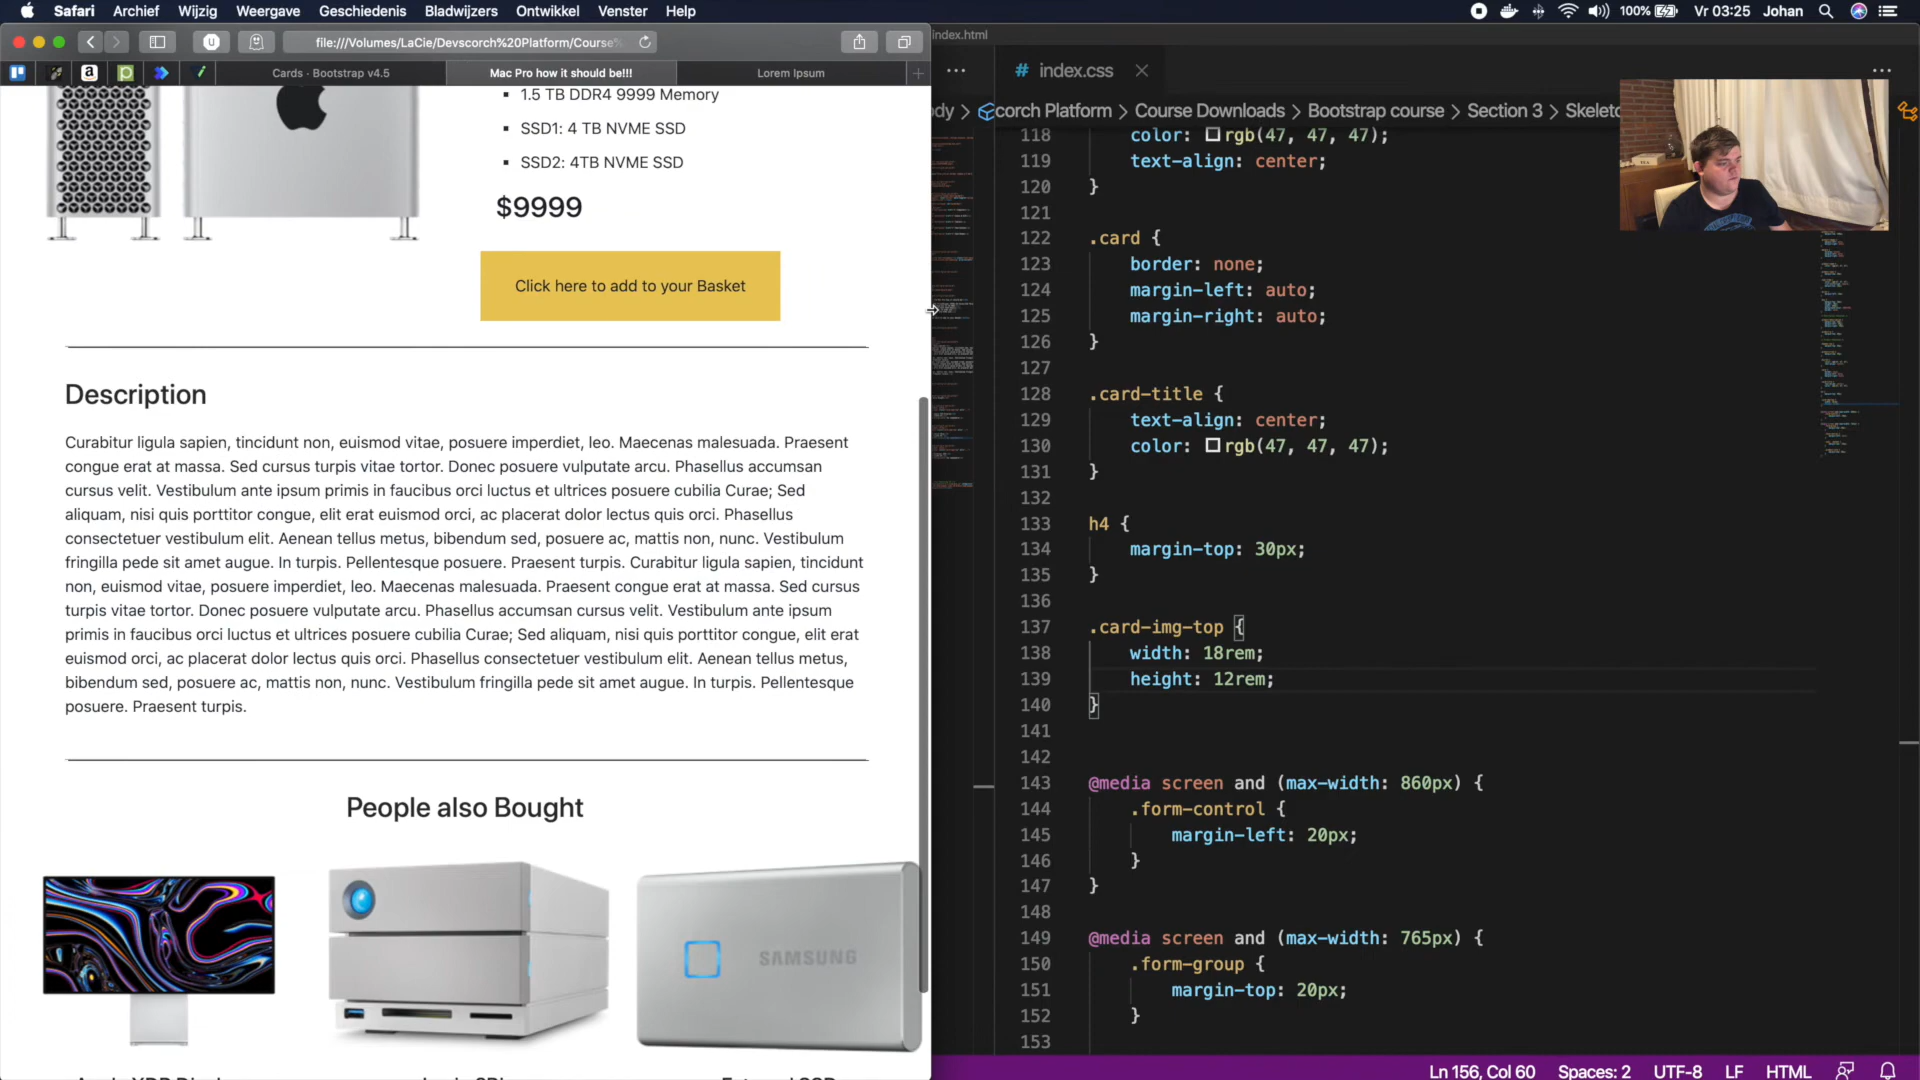 Safari Archief Wijzig Weergave Geschiedenis Bladwijzers Ontwikkel Venster Help 100% Vr 03:25 Johan
file:///Volumes/LaCie/Devscorch%20Platform/Course%
Cards · Bootstrap v4.5 Mac Pro how it should be!!! Lorem Ipsum
1.5 TB DDR4 9999 Memory
SSD1: 4 TB NVME SSD
SSD2: 4TB NVME SSD
$9999
Click here to add to your Basket
Description
Curabitur ligula sapien, tincidunt non, euismod vitae, posuere imperdiet, leo. Maecenas malesuada. Praesent
congue erat at massa. Sed cursus turpis vitae tortor. Donec posuere vulputate arcu. Phasellus accumsan
cursus velit. Vestibulum ante ipsum primis in faucibus orci luctus et ultrices posuere cubilia Curae; Sed
aliquam, nisi quis porttitor congue, elit erat euismod orci, ac placerat dolor lectus quis orci. Phasellus
consectetuer vestibulum elit. Aenean tellus metus, bibendum sed, posuere ac, mattis non, nunc. Vestibulum
fringilla pede sit amet augue. In turpis. Pellentesque posuere. Praesent turpis. Curabitur ligula sapien, tincidunt
non, euismod vitae, posuere imperdiet, leo. Maecenas malesuada. Praesent congue erat at massa. Sed cursus
turpis vitae tortor. Donec posuere vulputate arcu. Phasellus accumsan cursus velit. Vestibulum ante ipsum
primis in faucibus orci luctus et ultrices posuere cubilia Curae; Sed aliquam, nisi quis porttitor congue, elit erat
euismod orci, ac placerat dolor lectus quis orci. Phasellus consectetuer vestibulum elit. Aenean tellus metus,
bibendum sed, posuere ac, mattis non, nunc. Vestibulum fringilla pede sit amet augue. In turpis. Pellentesque
posuere. Praesent turpis.
People also Bought
SAMSUNG
index.html
# index.css
dy > corch Platform > Course Downloads > Bootstrap course > Section 3 > Skelet
118 color: rgb(47, 47, 47);
119 text-align: center;
120 }
121
122 .card {
123 border: none;
124 margin-left: auto;
125 margin-right: auto;
126 }
127
128 .card-title {
129 text-align: center;
130 color: rgb(47, 47, 47);
131 }
132
133 h4 {
134 margin-top: 30px;
135 }
136
137 .card-img-top {
138 width: 18rem;
139 height: 12rem;
140 }
141
142
143 @media screen and (max-width: 860px) {
144 .form-control {
145 margin-left: 20px;
146 }
147 }
148
149 @media screen and (max-width: 765px) {
150 .form-group {
151 margin-top: 20px;
152 }
153
Ln 156, Col 60 Spaces: 2 UTF-8 LF HTML